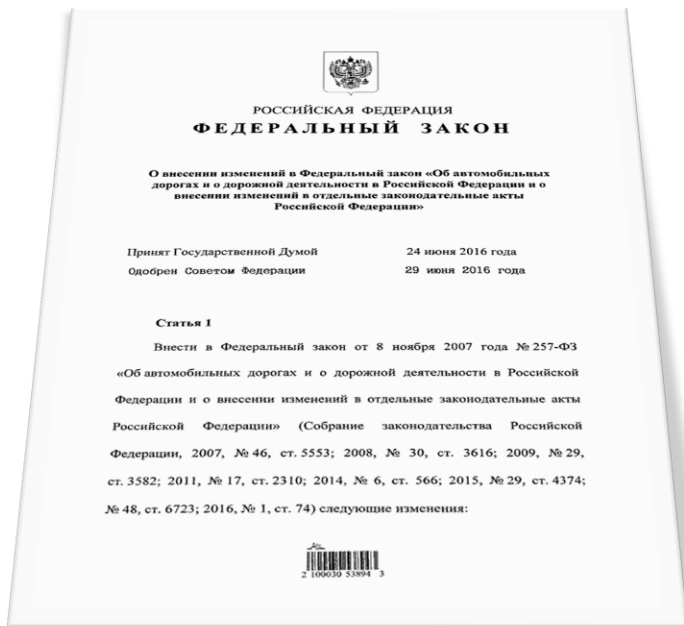 РОССИЙСКАЯ ФЕДЕРАЦИЯ
ФЕДЕРАЛЬНЫЙ ЗАКОН
О внесении изменений в Федеральный закон «Об автомобильных
дорогах и о дорожной деятельности в Российской Федерации и о
внесении изменений в отдельные законодательные акты
Российской Федерации»
Принят Государственной Думой 24 июня 2016 года
Одобрен Советом Федерации 29 июня 2016 года
Статья 1
Внести в Федеральный закон от 8 ноября 2007 года № 257-ФЗ
«Об автомобильных дорогах и о дорожной деятельности в Российской
Федерации и о внесении изменений в отдельные законодательные акты
Российской Федерации» (Собрание законодательства Российской
Федерации, 2007, № 46, ст. 5553; 2008, № 30, ст. 3616; 2009, № 29,
ст. 3582; 2011, № 17, ст. 2310; 2014, № 6, ст. 566; 2015, № 29, ст. 4374;
№ 48, ст. 6723; 2016, № 1, ст. 74) следующие изменения:
2 100030 53894 3